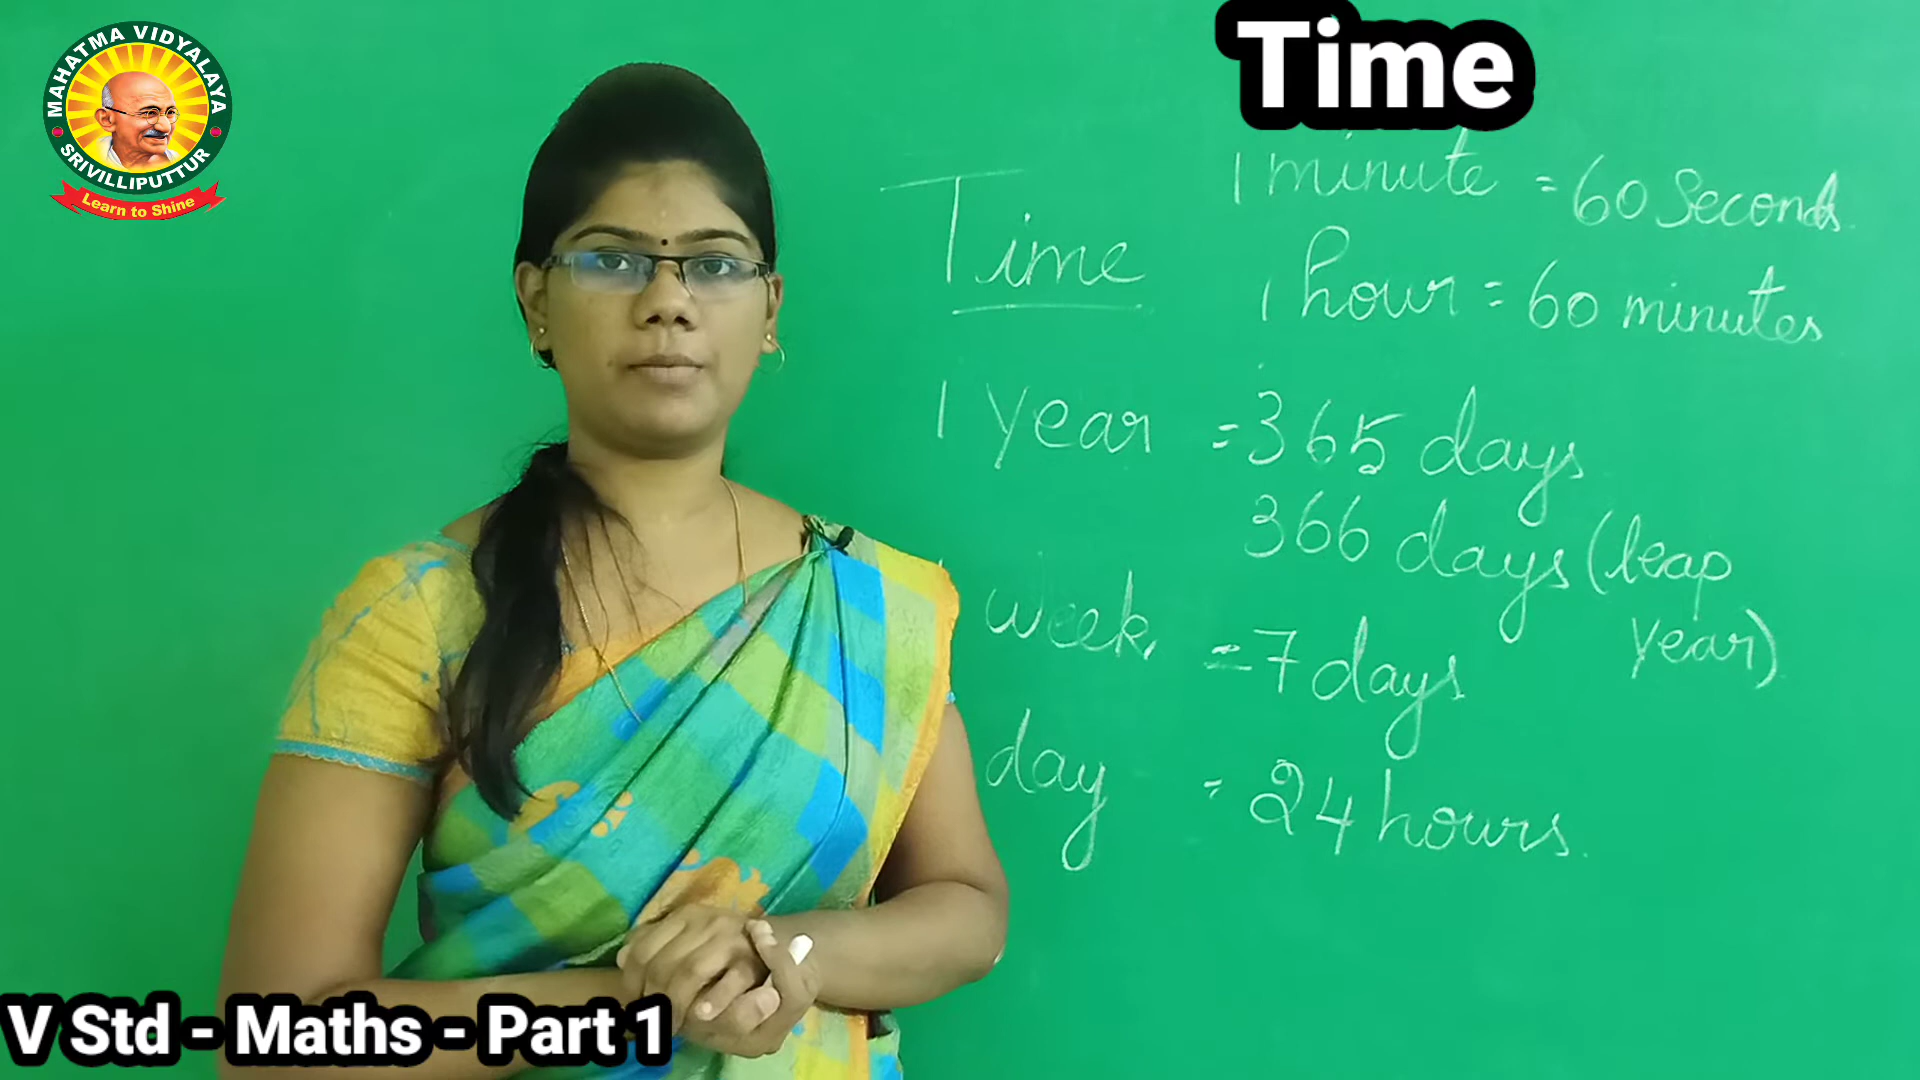 MAHATMA VIDYALAYA
SRIVILLIPUTTUR
Learn to Shine
Time
Time
1 minute = 60 Seconds.
1 hour = 60 minutes
1 year = 365 days
366 days (leap
year)
week = 7 days
day = 24 hours.
V Std - Maths - Part 1